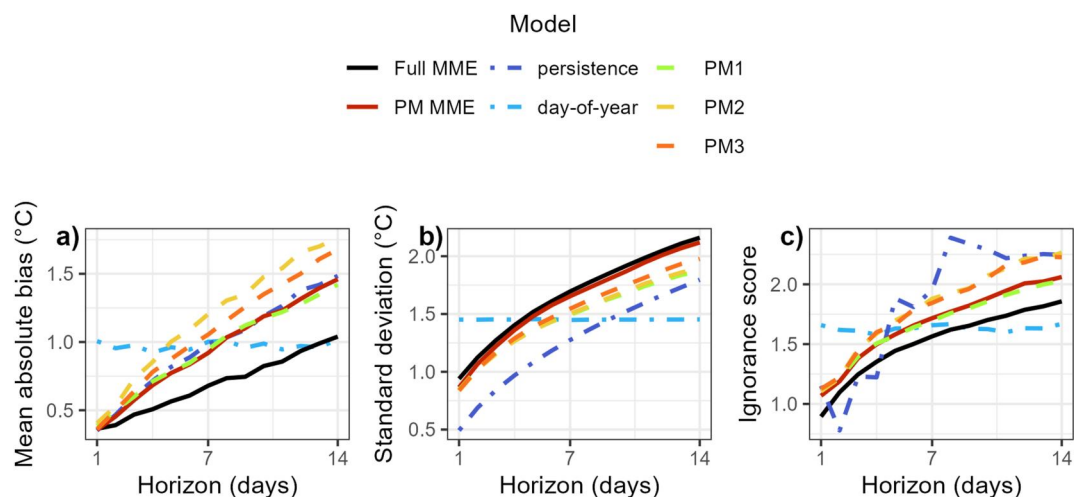 Model
Full MME persistence PM1
PM MME day-of-year PM2
PM3
a) b) c)
Mean absolute bias (°C)
1.5
1.0
0.5
1 7 14
Horizon (days)
Standard deviation (°C)
2.0
1.5
1.0
0.5
1 7 14
Horizon (days)
Ignorance score
2.0
1.5
1.0
1 7 14
Horizon (days)